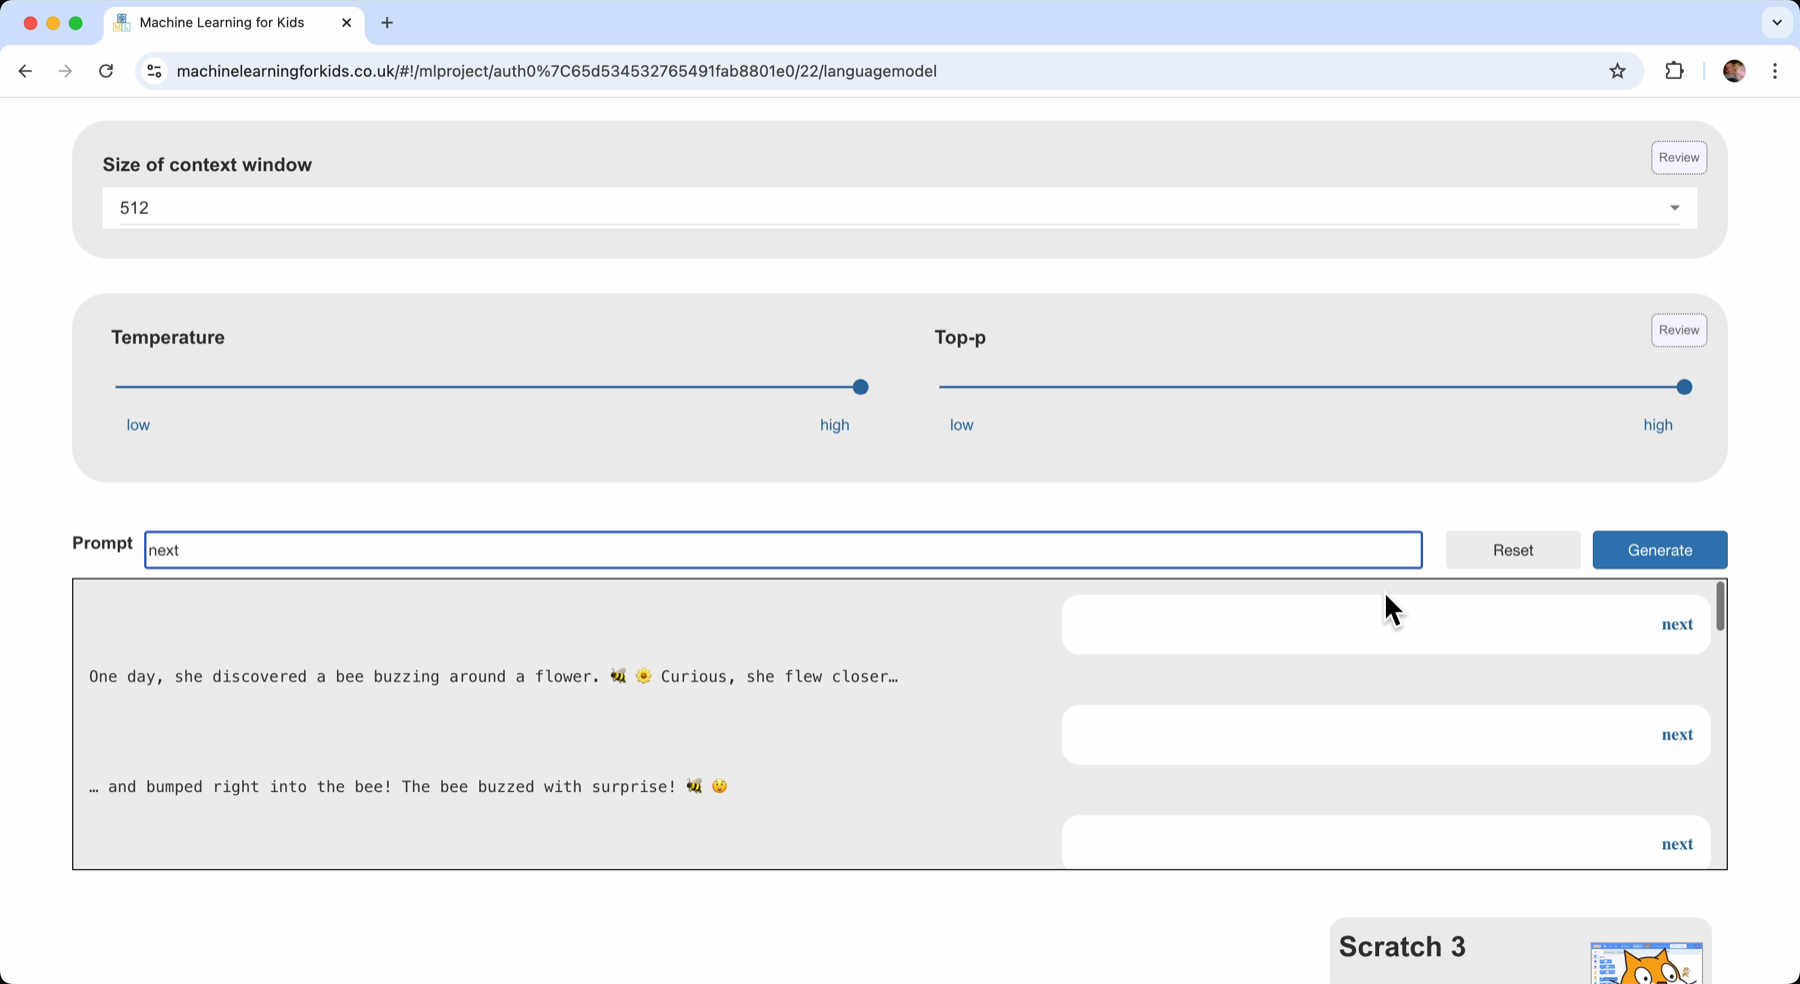 Machine Learning for Kids
machinelearningforkids.co.uk/#!/mlproject/auth0%7C65d534532765491fab8801e0/22/languagemodel
Size of context window
Review
512
Temperature
Top-p
Review
low
high
low
high
Prompt
next
Reset
Generate
next
One day, she discovered a bee buzzing around a flower. 🐝 🌼 Curious, she flew closer…
next
… and bumped right into the bee! The bee buzzed with surprise! 🐝 😲
next
Scratch 3